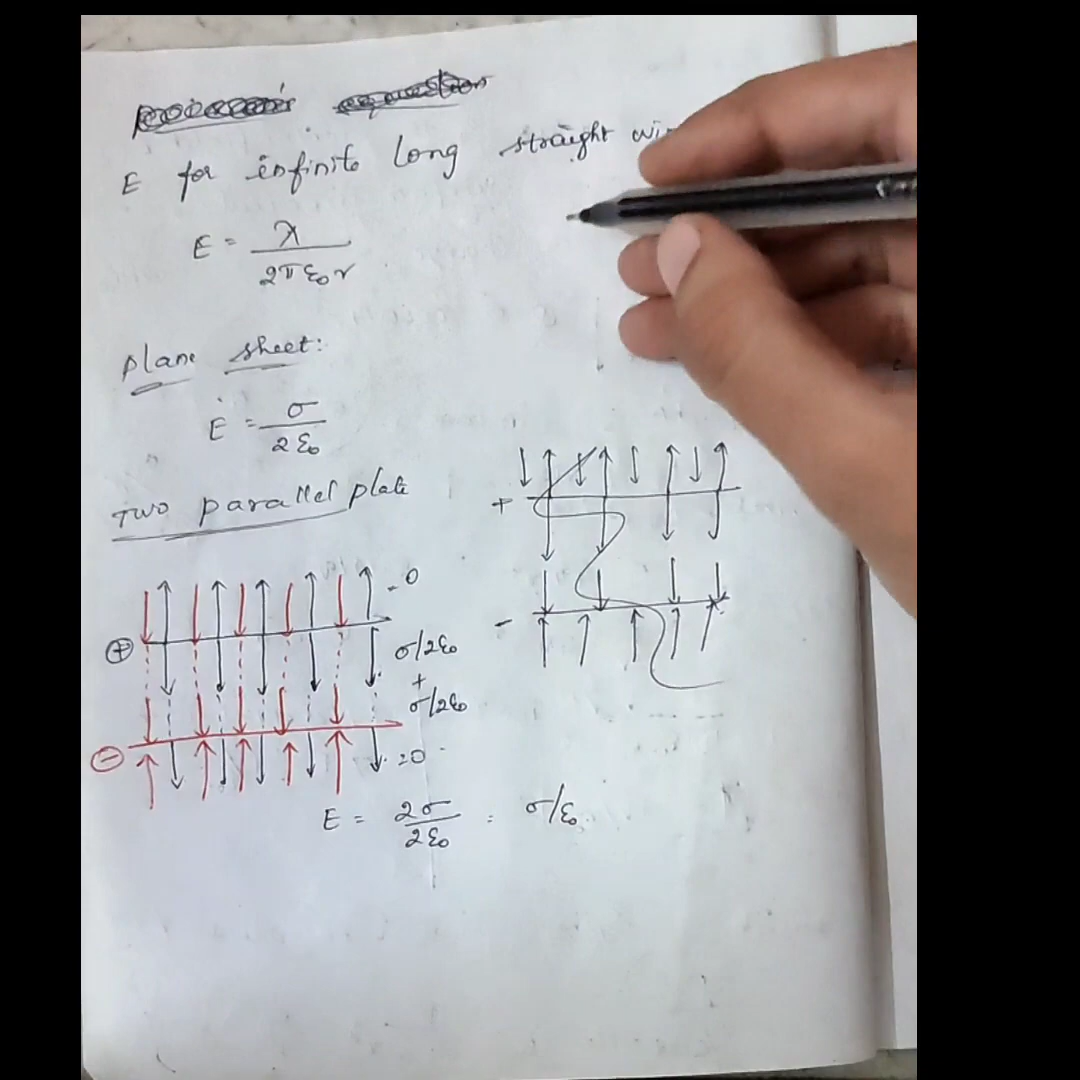 E for infinite long straight
E = λ / 2πε₀r
plane sheet:
E = σ / 2ε₀
Two parallel plate
+
- 0
⊕
σ/2ε₀
+
σ/2ε₀
-
⊖
= 0
E = 2σ / 2ε₀ = σ/ε₀